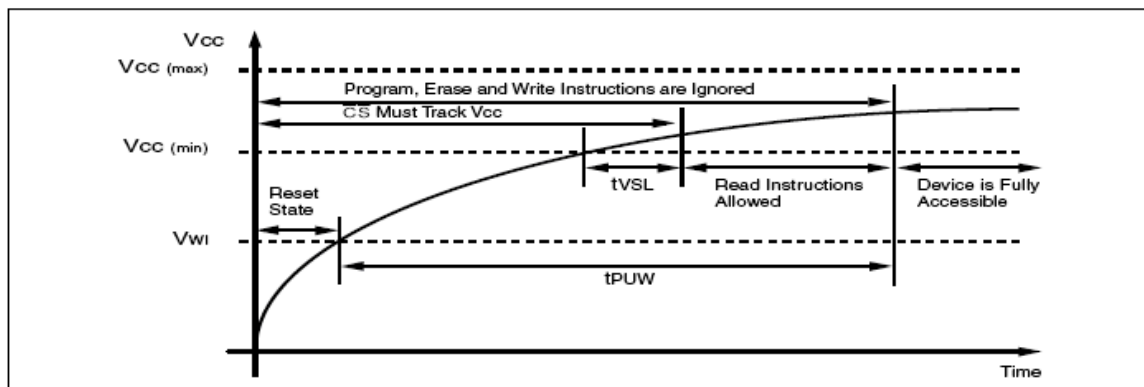 Vcc
Vcc (max)
Program, Erase and Write Instructions are Ignored
CS Must Track Vcc
Vcc (min)
Reset
State
tVSL
Read Instructions
Allowed
Device is Fully
Accessible
VWI
tPUW
Time